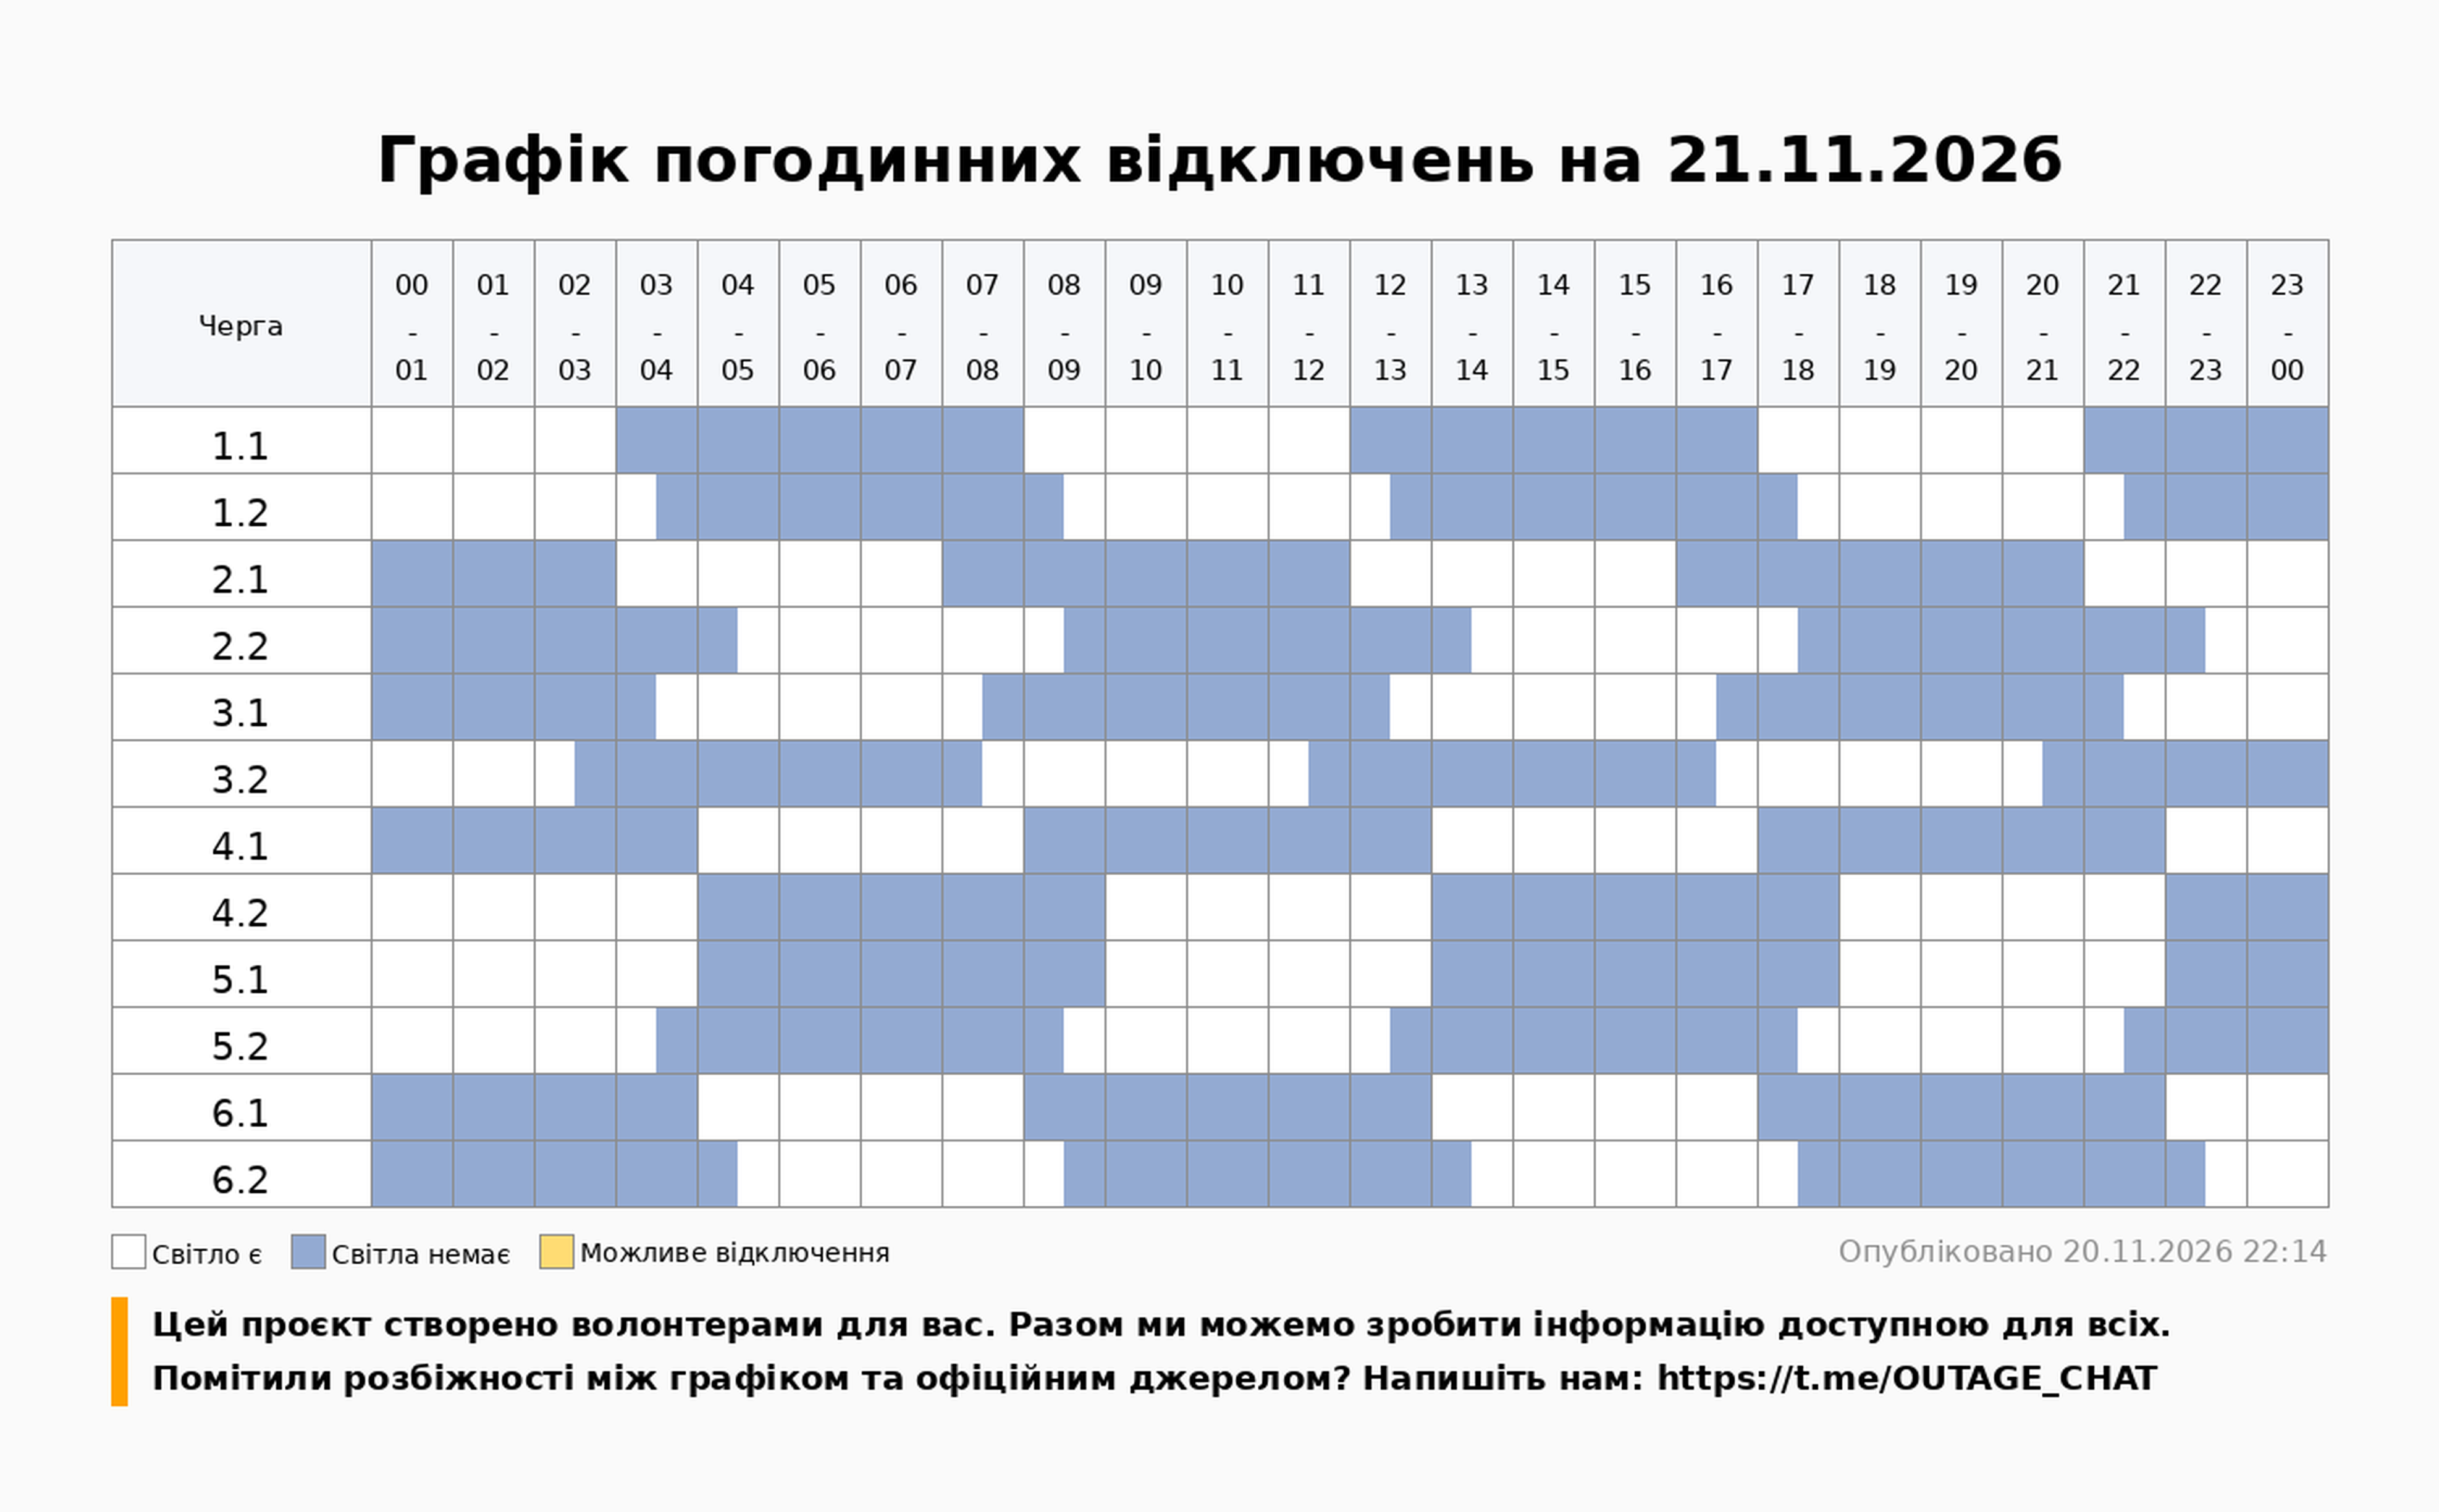 Графік погодинних відключень на 21.11.2026
Черга
00 - 01
01 - 02
02 - 03
03 - 04
04 - 05
05 - 06
06 - 07
07 - 08
08 - 09
09 - 10
10 - 11
11 - 12
12 - 13
13 - 14
14 - 15
15 - 16
16 - 17
17 - 18
18 - 19
19 - 20
20 - 21
21 - 22
22 - 23
23 - 00
1.1
1.2
2.1
2.2
3.1
3.2
4.1
4.2
5.1
5.2
6.1
6.2
Світло є Світла немає Можливе відключення
Опубліковано 20.11.2026 22:14
Цей проєкт створено волонтерами для вас. Разом ми можемо зробити інформацію доступною для всіх.
Помітили розбіжності між графіком та офіційним джерелом? Напишіть нам: https://t.me/OUTAGE_CHAT